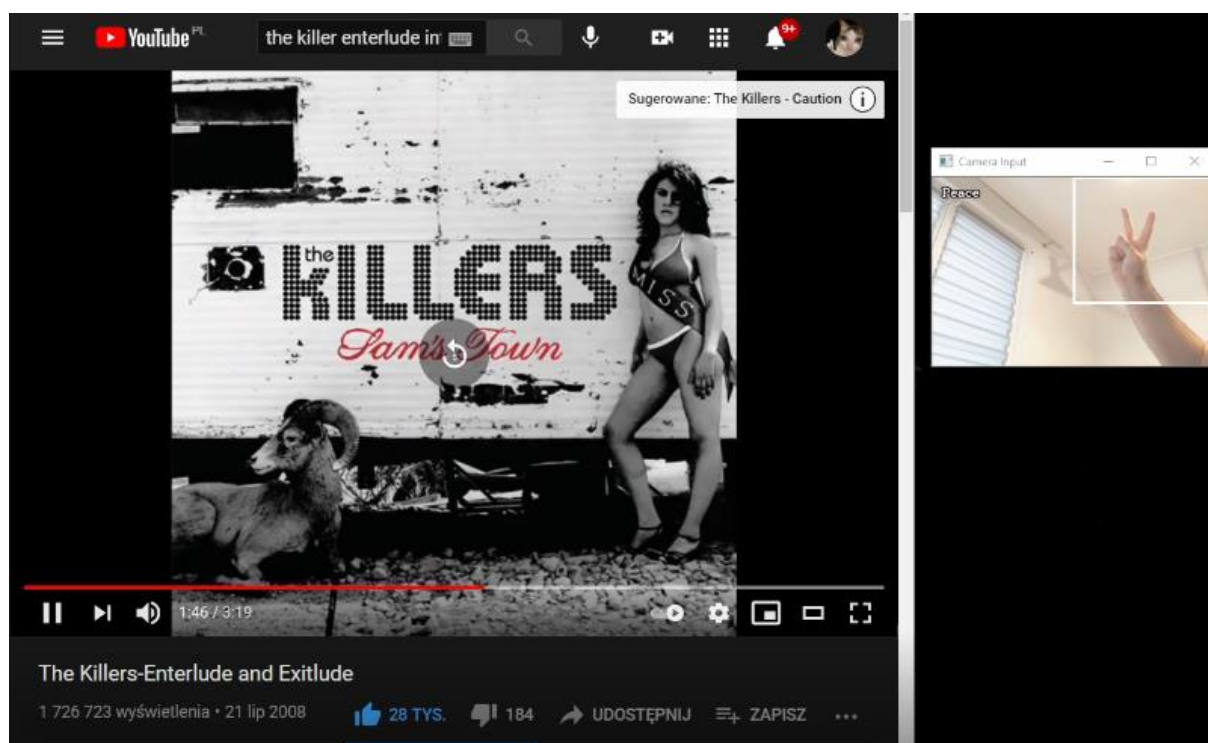 YouTube PL
the killer enterlude in
9+
Sugerowane: The Killers - Caution
Camera Input
Peace
the
KILLERS
MISS
Sam's Town
1:46 / 3:19
The Killers-Enterlude and Exitlude
1 726 723 wyświetlenia • 21 lip 2008
28 TYS.
184
UDOSTĘPNIJ
ZAPISZ